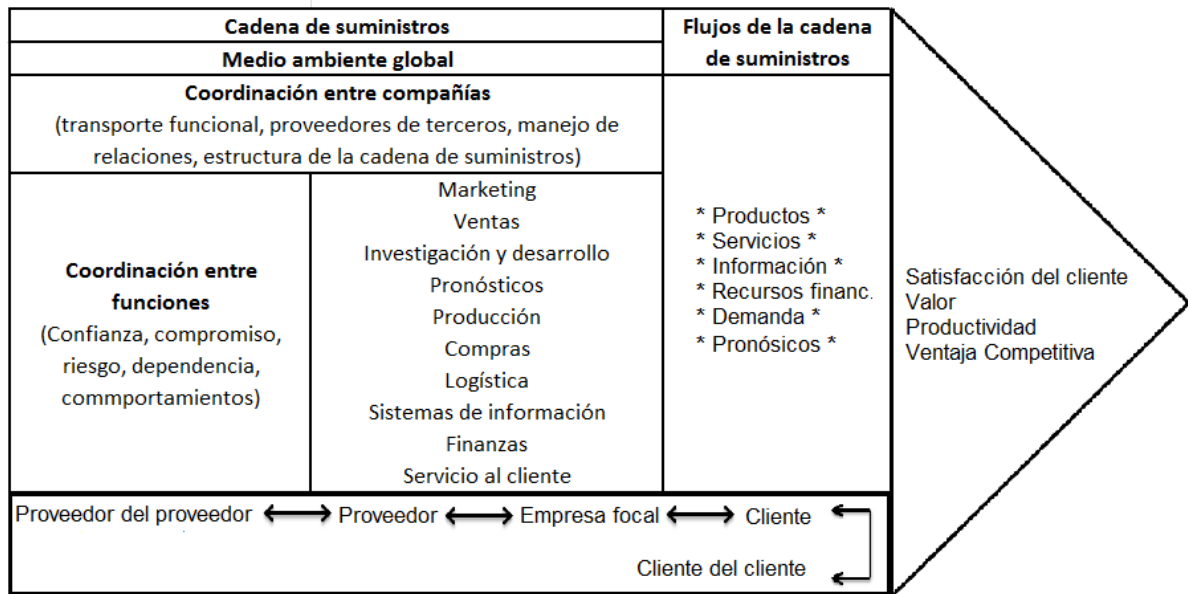 Cadena de suministros
Medio ambiente global
Flujos de la cadena
de suministros
Coordinación entre compañías
(transporte funcional, proveedores de terceros, manejo de
relaciones, estructura de la cadena de suministros)
Coordinación entre
funciones
(Confianza, compromiso,
riesgo, dependencia,
commportamientos)
Marketing
Ventas
Investigación y desarrollo
Pronósticos
Producción
Compras
Logística
Sistemas de información
Finanzas
Servicio al cliente
* Productos *
* Servicios *
* Información *
* Recursos financ.
* Demanda *
* Pronósicos *
Satisfacción del cliente
Valor
Productividad
Ventaja Competitiva
Proveedor del proveedor
Proveedor
Empresa focal
Cliente
Cliente del cliente